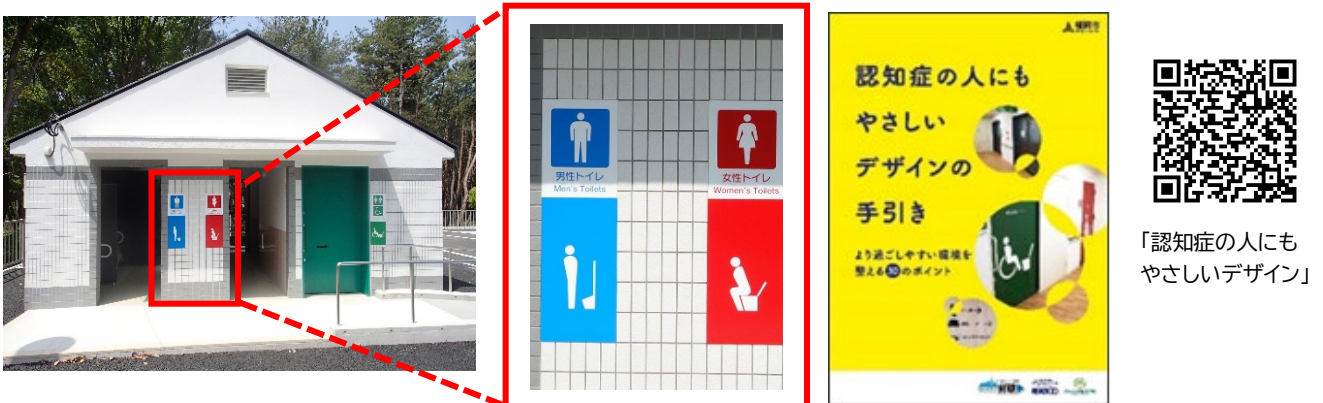 男性トイレ
Men's Toilets
女性トイレ
Women's Toilets
福岡市
認知症の人にも
やさしい
デザインの
手引き
より過ごしやすい環境を
整える30のポイント
「認知症の人にも
やさしいデザイン」